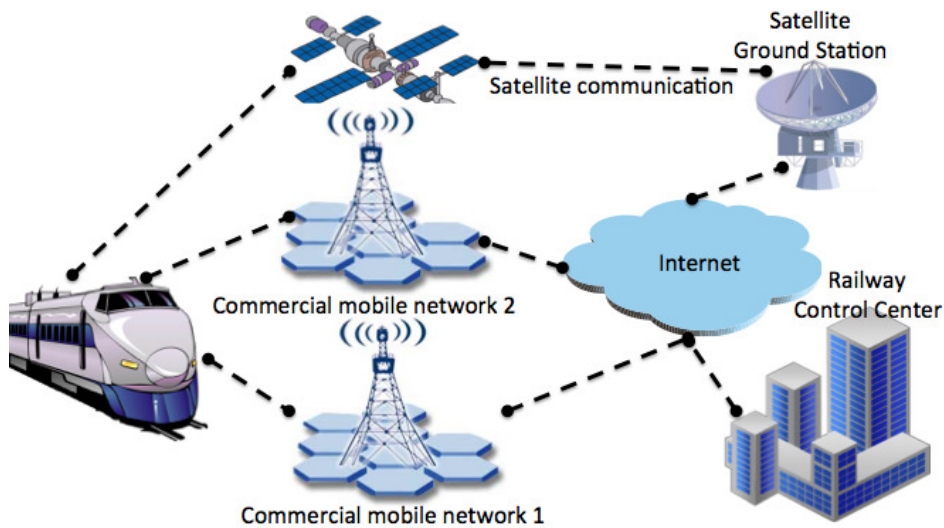 Satellite
Ground Station
Satellite communication
Internet
Commercial mobile network 2
Railway
Control Center
Commercial mobile network 1